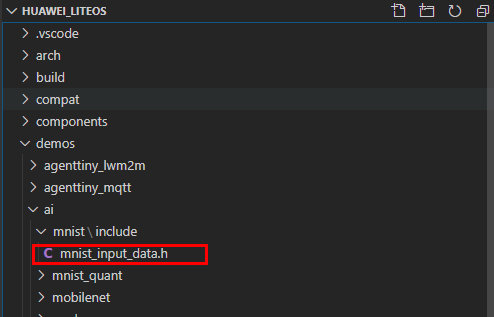 HUAWEI_LITEOS
.vscode
arch
build
compat
components
demos
agenttiny_lwm2m
agenttiny_mqtt
ai
mnist \ include
C mnist_input_data.h
mnist_quant
mobilenet